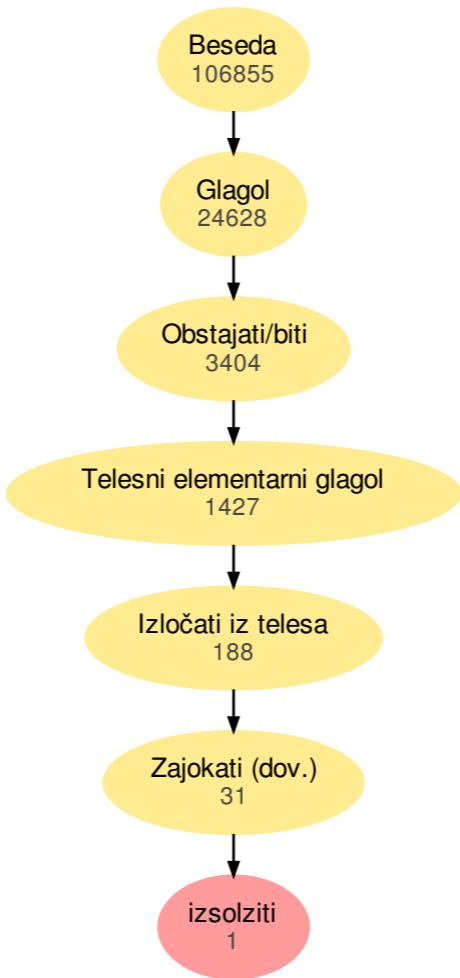 Beseda
106855
Glagol
24628
Obstajati/biti
3404
Telesni elementarni glagol
1427
Izločati iz telesa
188
Zajokati (dov.)
31
izsolziti
1